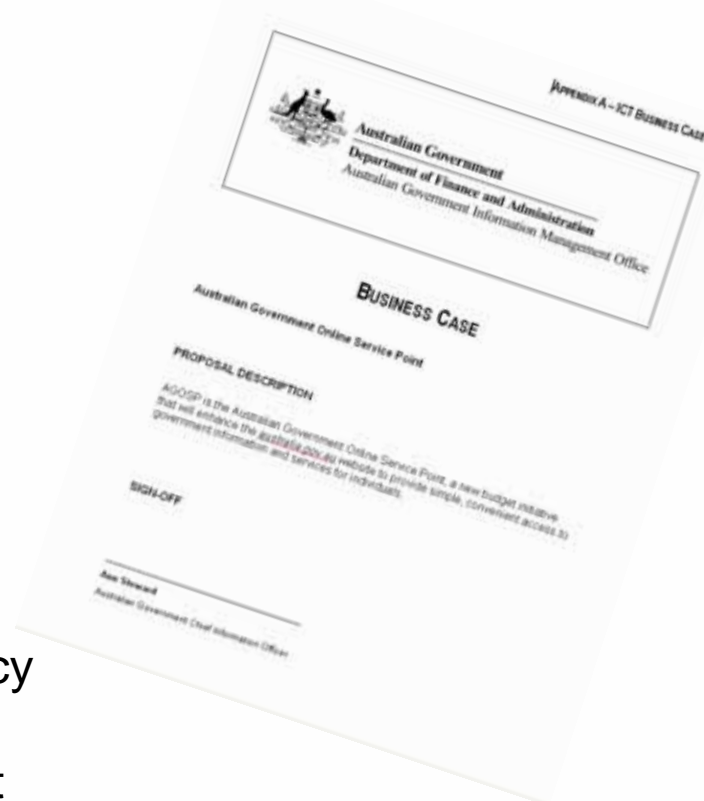 APPENDIX A – ICT BUSINESS CASE
Australian Government
Department of Finance and Administration
Australian Government Information Management Office
BUSINESS CASE
Australian Government Online Service Point
PROPOSAL DESCRIPTION
AGOSP is the Australian Government Online Service Point, a new budget initiative
that will enhance the australia.gov.au website to provide simple, convenient access to
government information and services for individuals.
SIGN-OFF
Ann Steward
Australian Government Chief Information Officer
cy
t